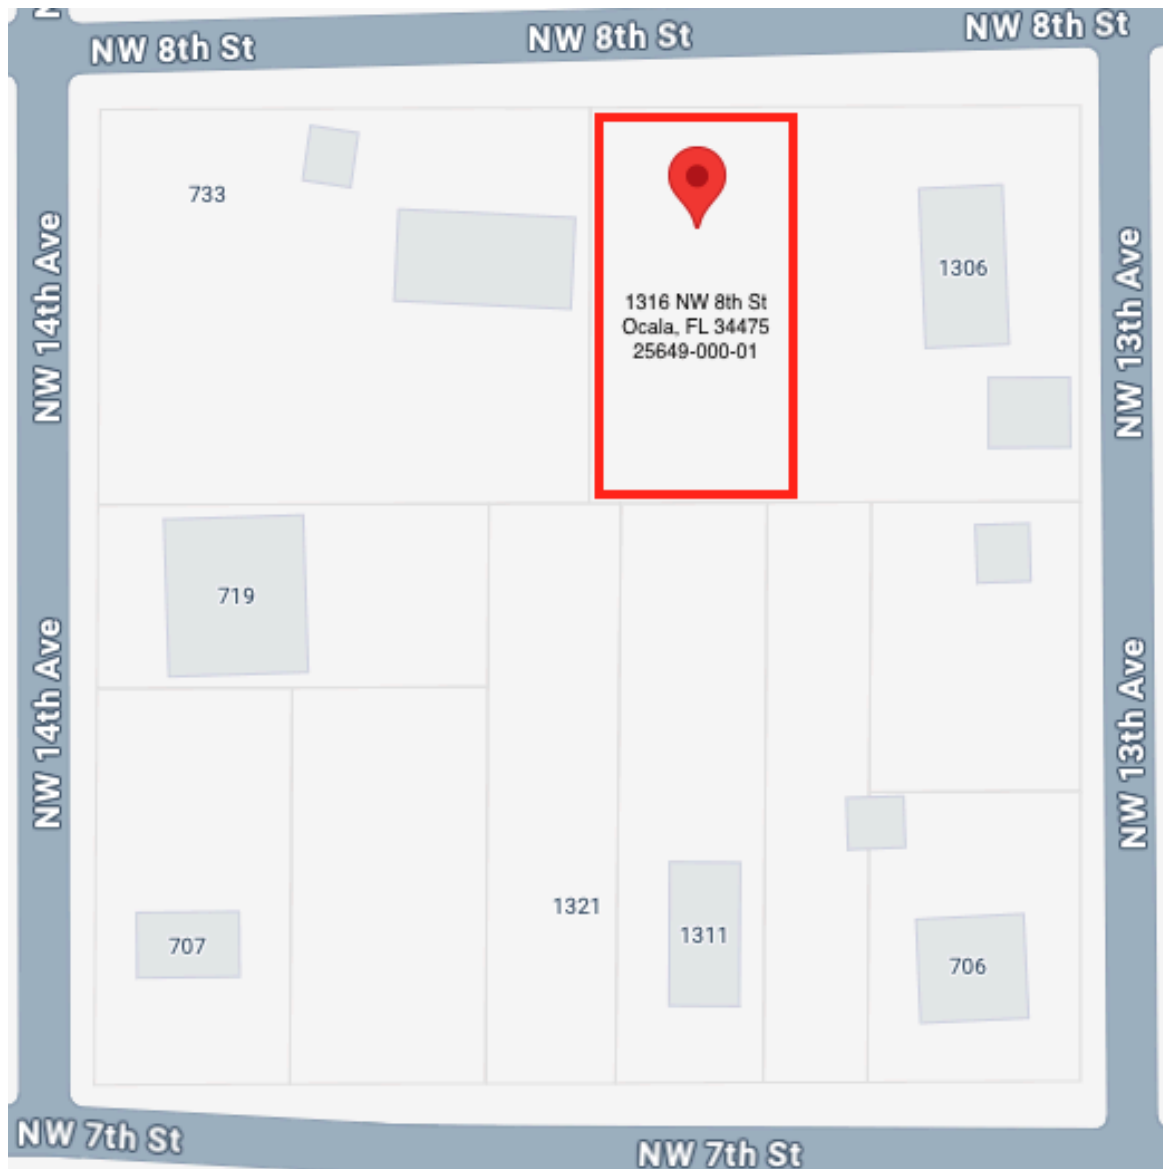 NW 8th St
NW 8th St
NW 8th St
733
NW 14th Ave
1306
NW 13th Ave
1316 NW 8th St
Ocala, FL 34475
25649-000-01
719
NW 14th Ave
NW 13th Ave
1321
1311
707
706
NW 7th St
NW 7th St